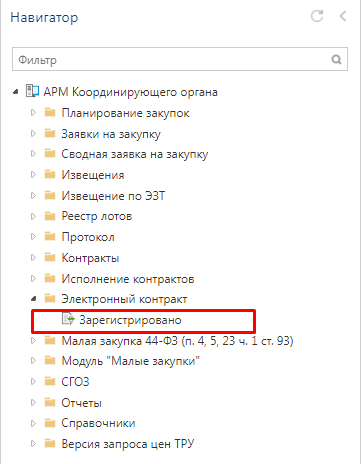 Навигатор
Фильтр
АРМ Координирующего органа
Планирование закупок
Заявки на закупку
Сводная заявка на закупку
Извещения
Извещение по ЭЗТ
Реестр лотов
Протокол
Контракты
Исполнение контрактов
Электронный контракт
Зарегистрировано
Малая закупка 44-ФЗ (п. 4, 5, 23 ч. 1 ст. 93)
Модуль "Малые закупки"
СГОЗ
Отчеты
Справочники
Версия запроса цен ТРУ